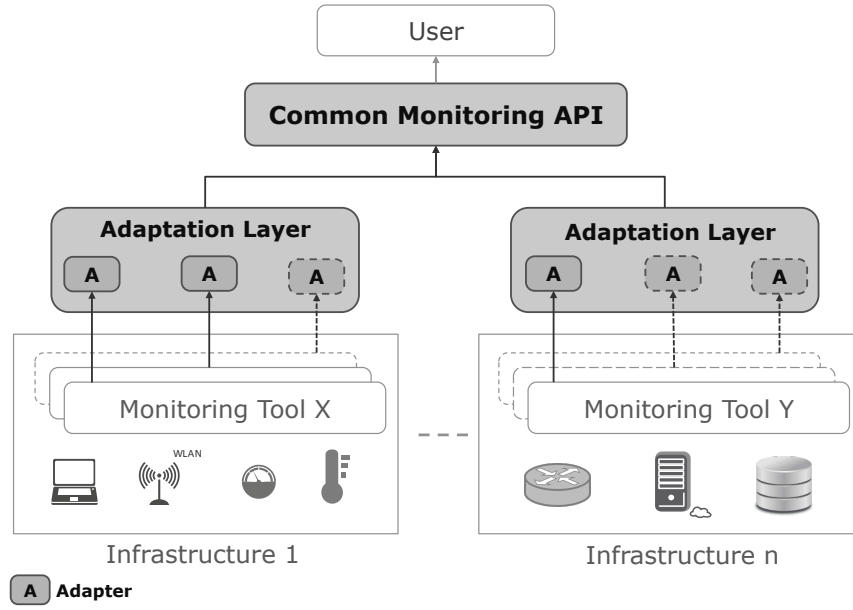 User
Common Monitoring API
Adaptation Layer
A A A
Adaptation Layer
A A A
Monitoring Tool X
WLAN
Infrastructure 1
Monitoring Tool Y
Infrastructure n
A Adapter